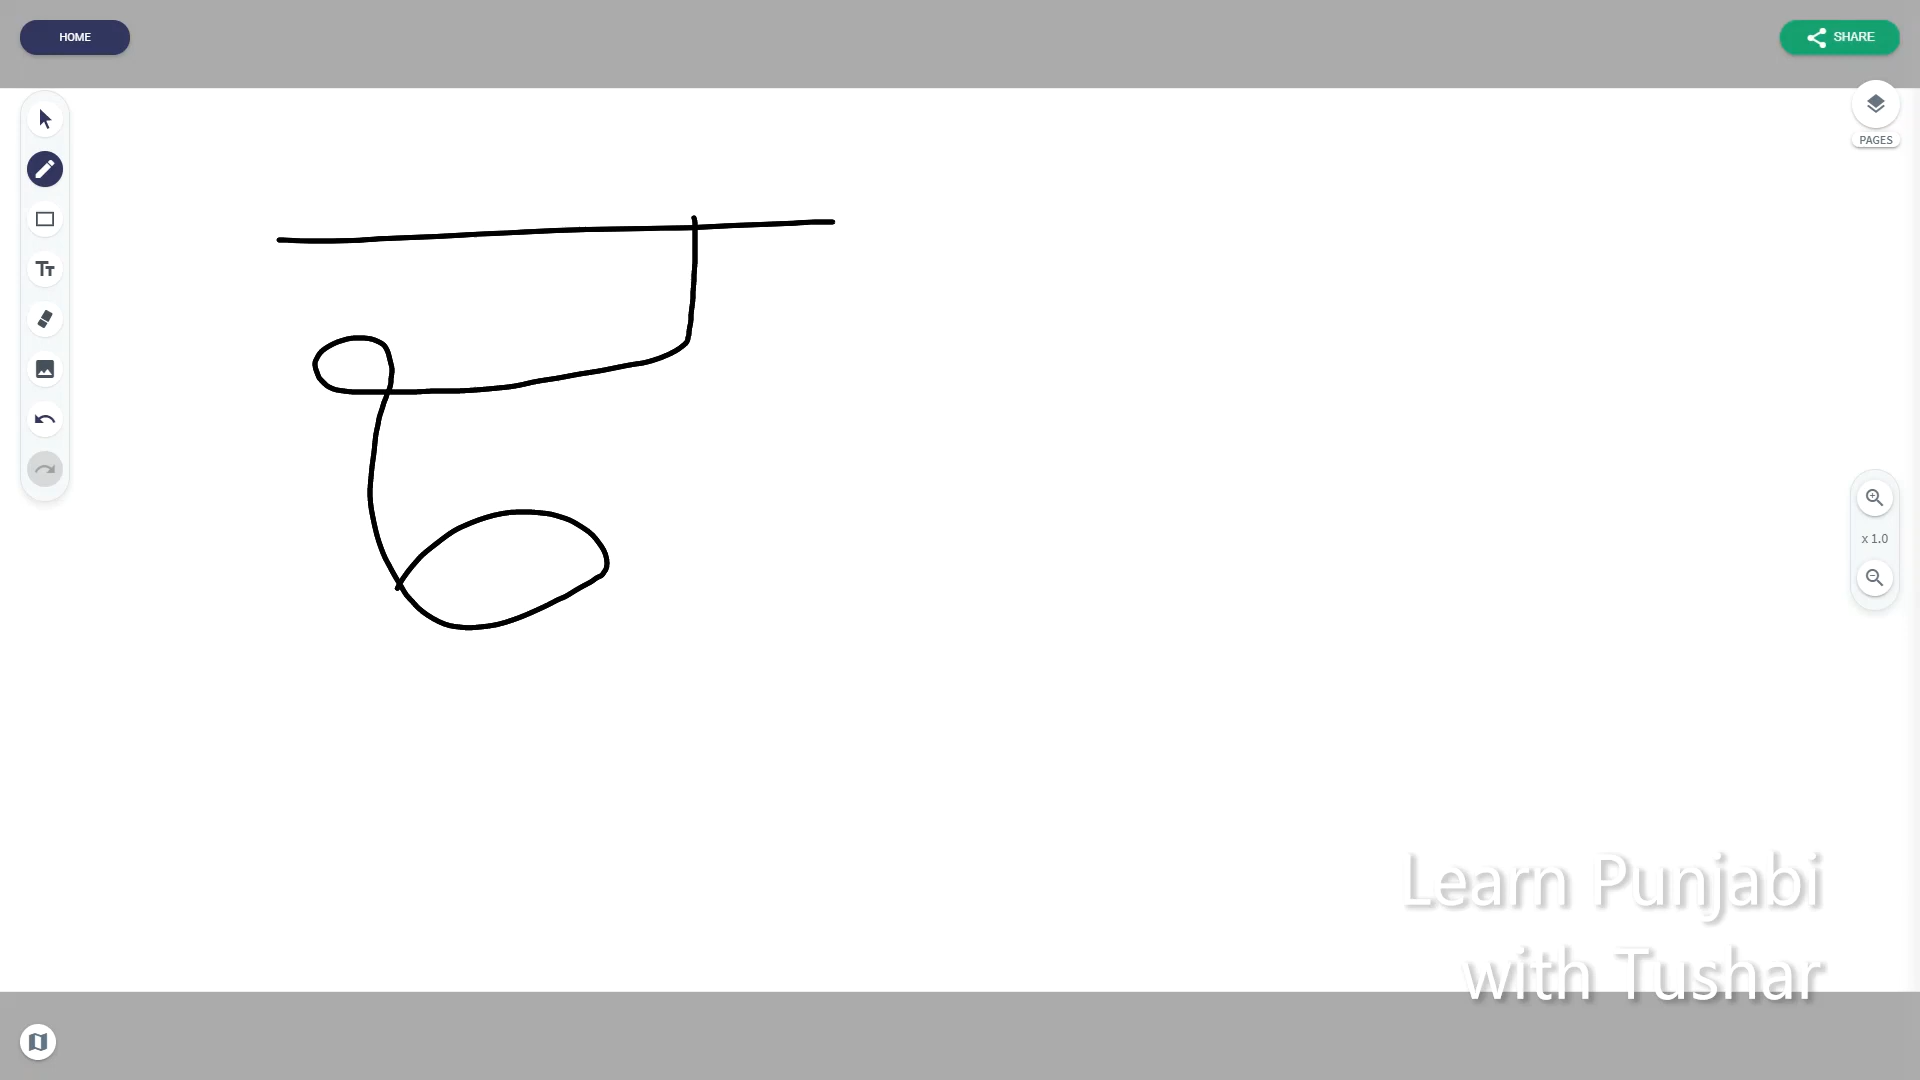 HOME
SHARE
PAGES
ਛ
x 1.0
Learn Punjabi
with Tushar